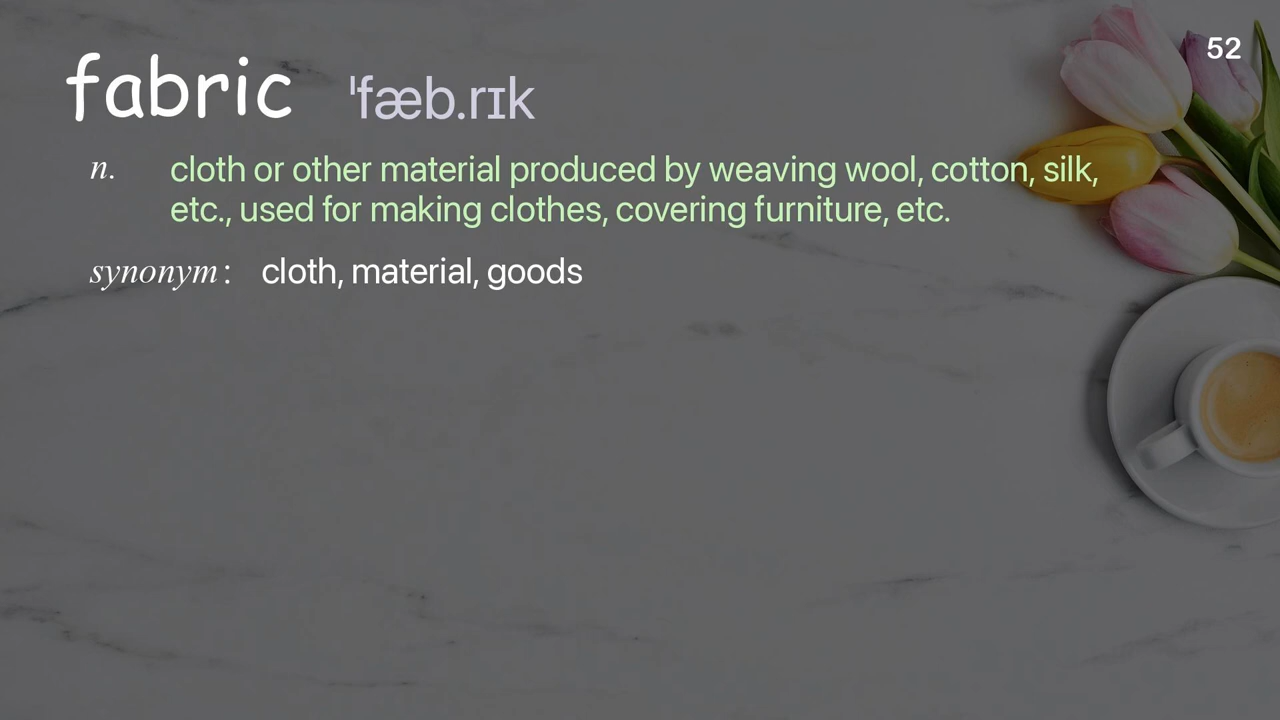 52
fabric ˈfæb.rɪk
n. cloth or other material produced by weaving wool, cotton, silk,
etc., used for making clothes, covering furniture, etc.
synonym: cloth, material, goods